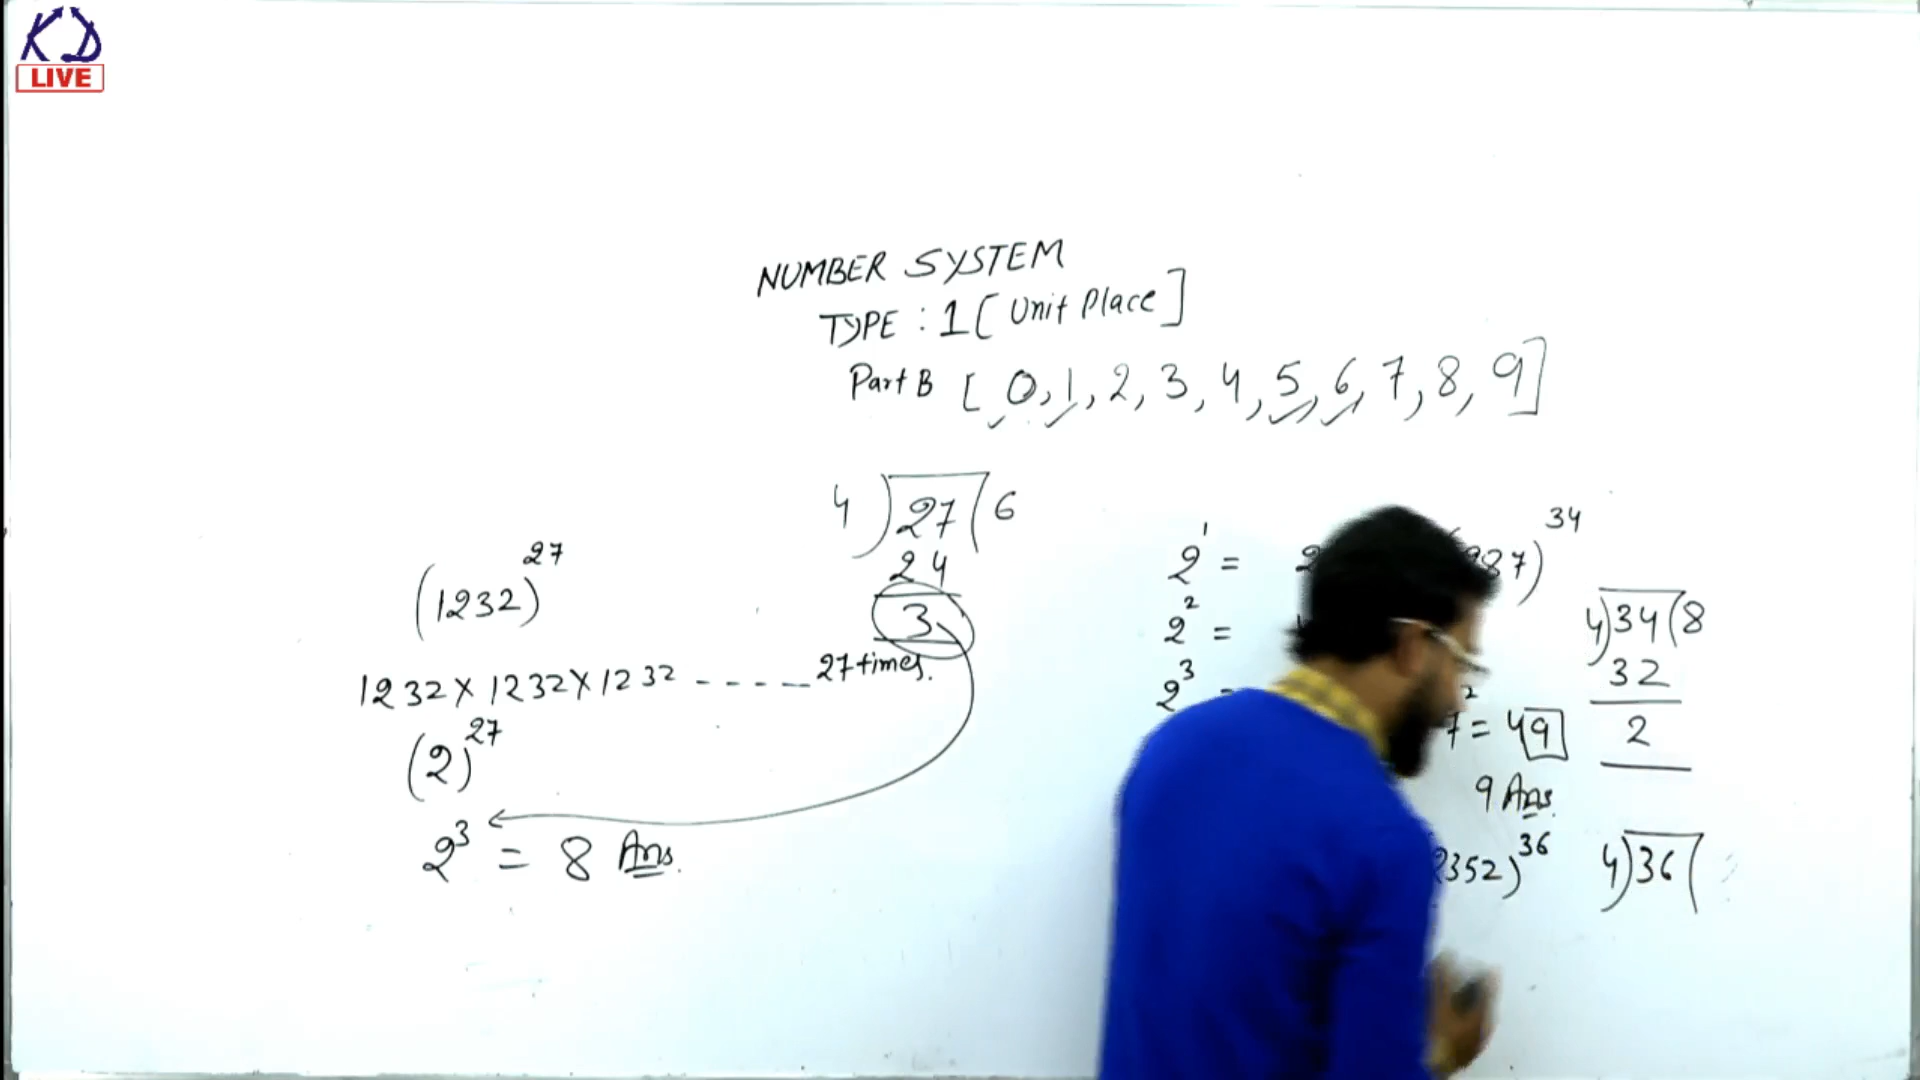 KD
LIVE
NUMBER SYSTEM
TYPE : 1 [ Unit Place ]
Part B [ 0, 1, 2, 3, 4, 5, 6, 7, 8, 9 ]
4 ) 27 ( 6
24
3
(1232)^27
1232 X 1232 X 1232 - - - - - 27 times.
(2)^27
2^3 = 8 Ans.
2^1 =
2^2 =
2^3
87)^34
4 ) 34 ( 8
32
2
= 49
9 Ans.
2352)^36
4 ) 36 (